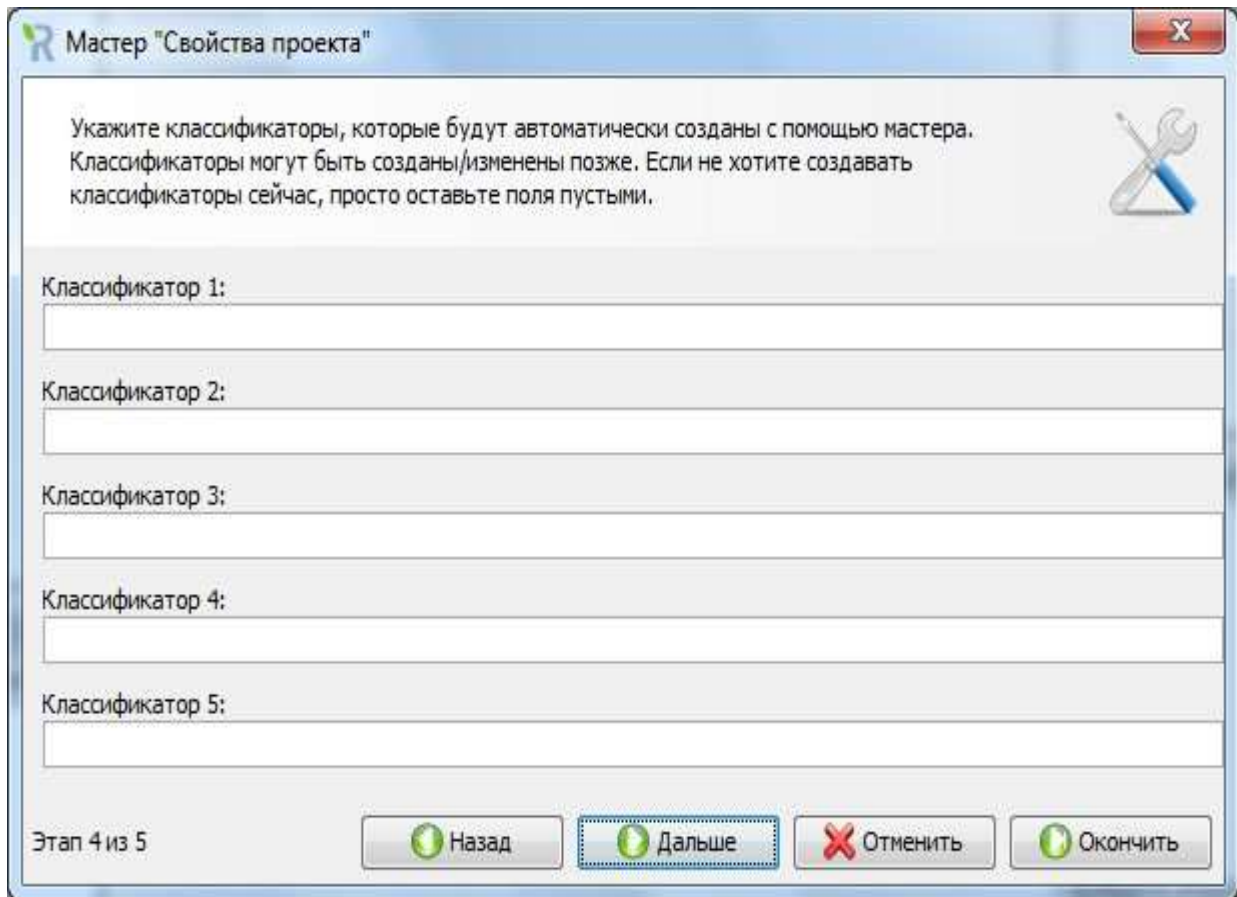 Мастер "Свойства проекта"
Укажите классификаторы, которые будут автоматически созданы с помощью мастера.
Классификаторы могут быть созданы/изменены позже. Если не хотите создавать
классификаторы сейчас, просто оставьте поля пустыми.
Классификатор 1:
Классификатор 2:
Классификатор 3:
Классификатор 4:
Классификатор 5:
Этап 4 из 5
Назад
Дальше
Отменить
Окончить